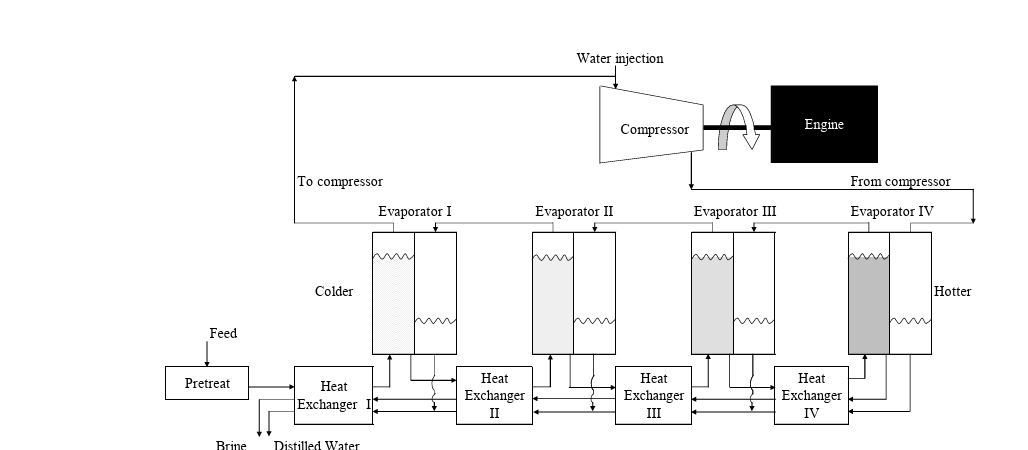 Water injection
Compressor
Engine
To compressor
From compressor
Evaporator I
Evaporator II
Evaporator III
Evaporator IV
Colder
Hotter
Feed
Pretreat
Heat
Exchanger I
Heat
Exchanger
II
Heat
Exchanger
III
Heat
Exchanger
IV
Brine
Distilled Water